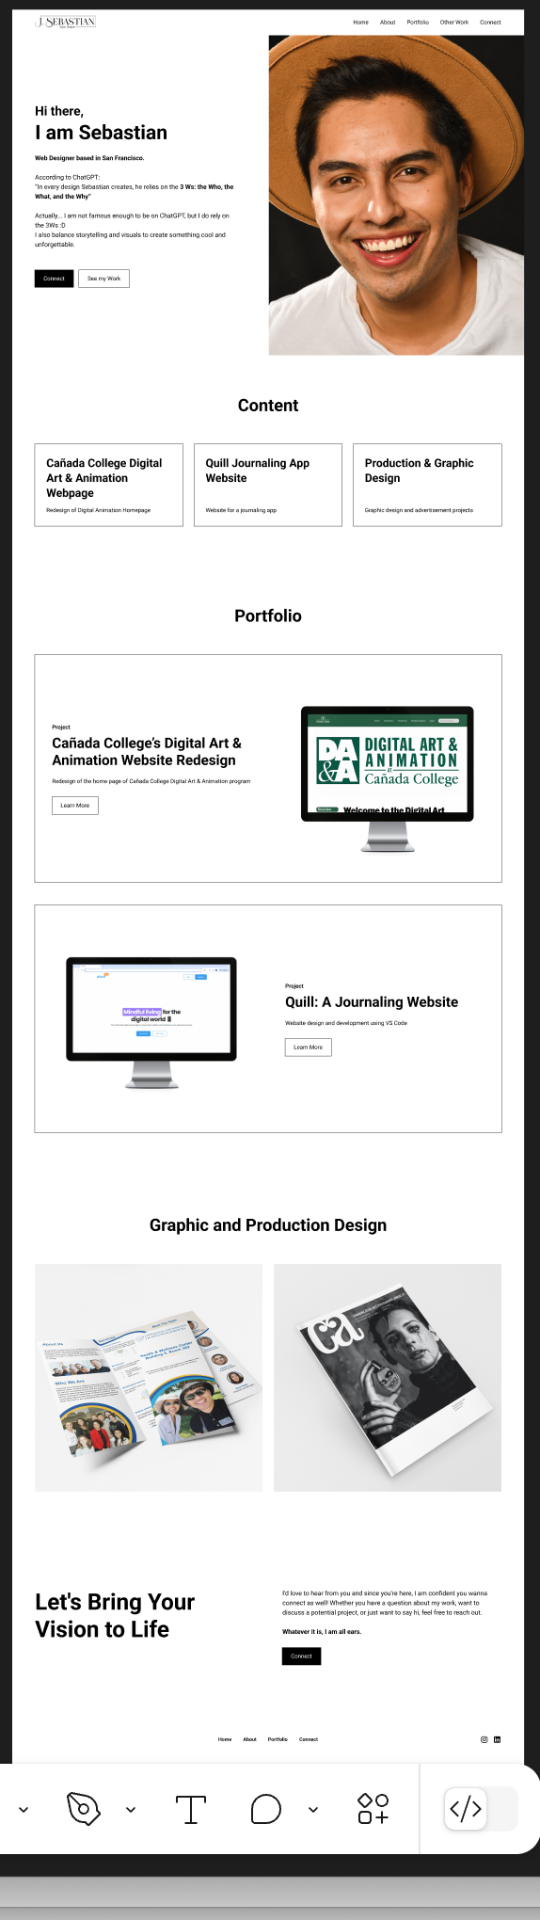 J. SEBASTIAN
Home About Portfolio Other Work Connect
Hi there,
I am Sebastian
Web Designer based in San Francisco.
According to ChatGPT:
"In every design Sebastian creates, he relies on the 3 Ws: the Who, the
What, and the Why"
Actually... I am not famous enough to be on ChatGPT, but I do rely on
the 3Ws :D
I also balance storytelling and visuals to create something cool and
unforgettable.
Connect See my Work
Content
Cañada College Digital
Art & Animation
Webpage
Redesign of Digital Animation Homepage
Quill Journaling App
Website
Website for a journaling app
Production & Graphic
Design
Graphic design and advertisement projects
Portfolio
Project
Cañada College's Digital Art &
Animation Website Redesign
Redesign of the home page of Cañada College Digital Art & Animation program
Learn More
DA
&A
DIGITAL ART &
ANIMATION
Cañada College
Welcome to the Digital Art
Mindful living for the
digital world
Project
Quill: A Journaling Website
Website design and development using VS Code
Learn More
Graphic and Production Design
About Us
Who We Are
ca
Let's Bring Your
Vision to Life
I'd love to hear from you and since you're here, I am confident you wanna
connect as well! Whether you have a question about my work, want to
discuss a potential project, or just want to say hi, feel free to reach out.
Whatever it is, I am all ears.
Connect
Home About Portfolio Connect